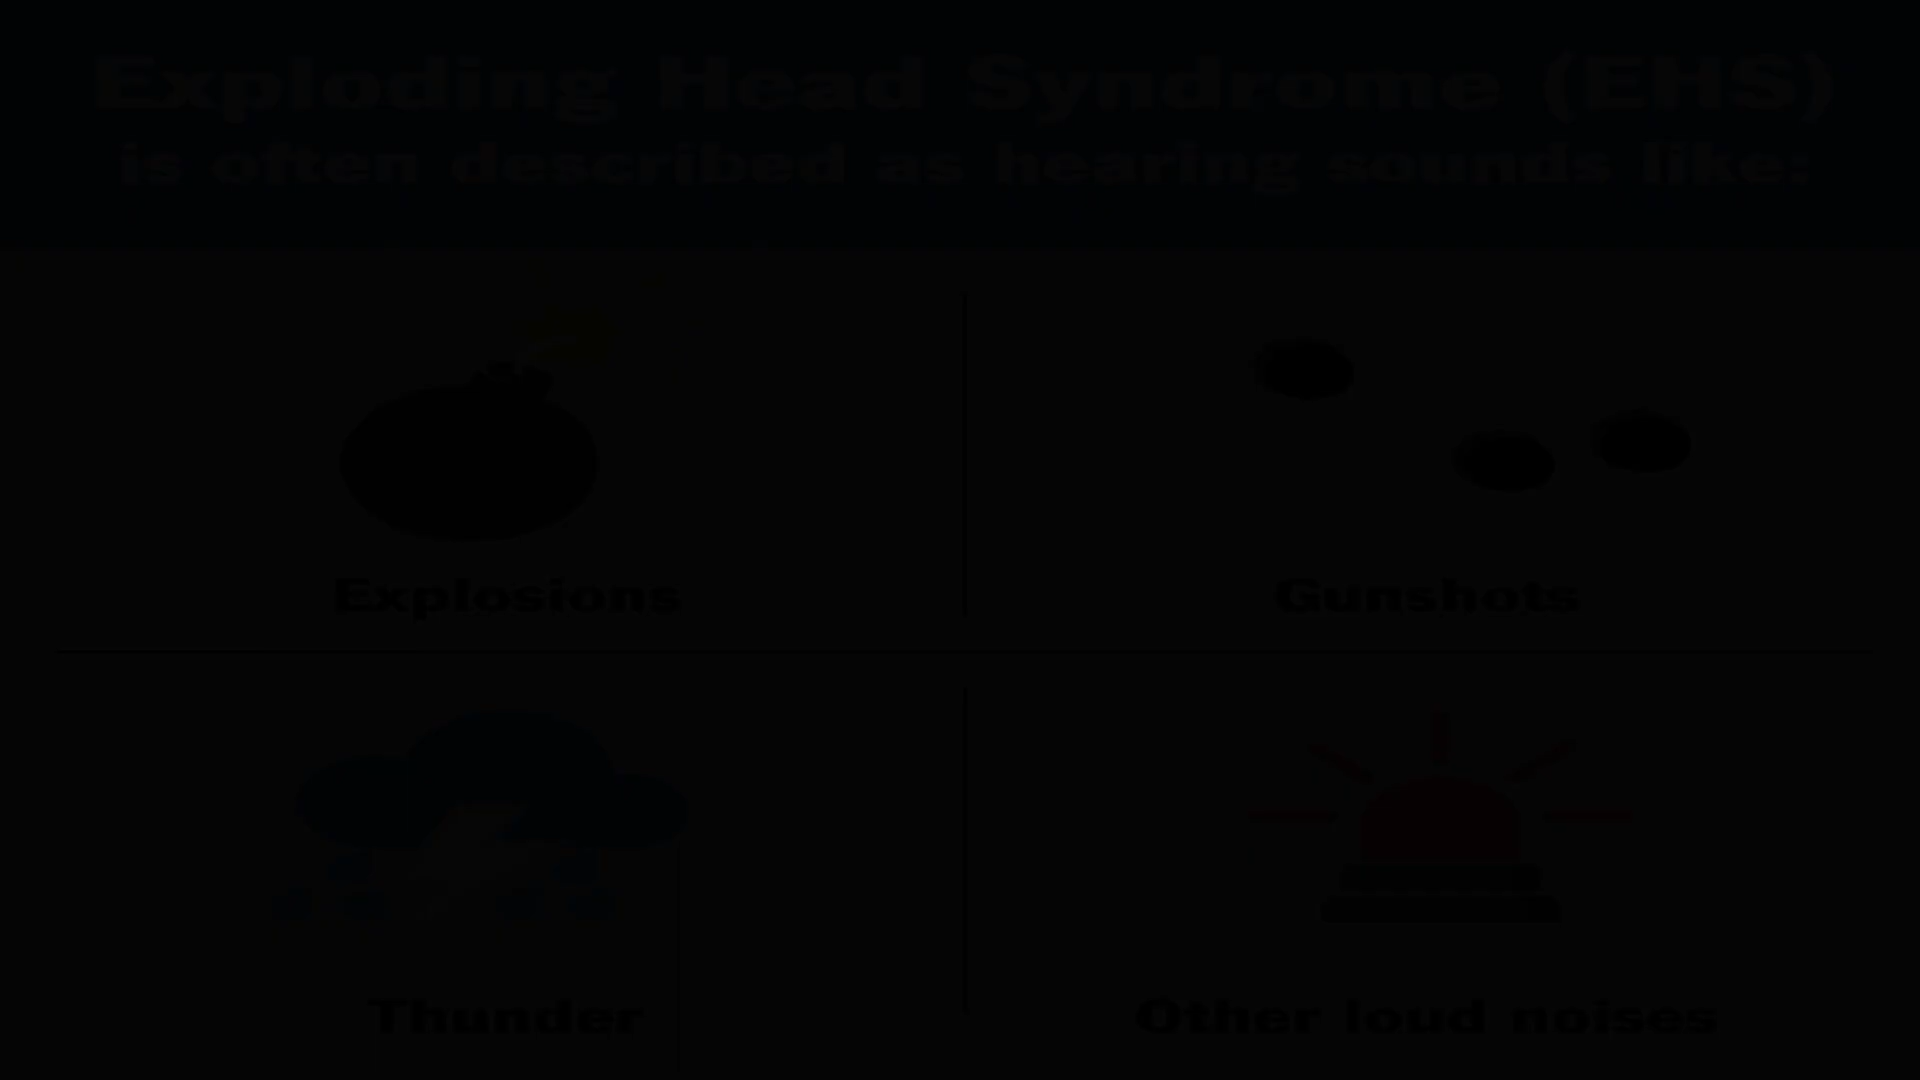 Exploding Head Syndrome (EHS)
is often described as hearing sounds like:
Explosions
Gunshots
Thunder
Other loud noises